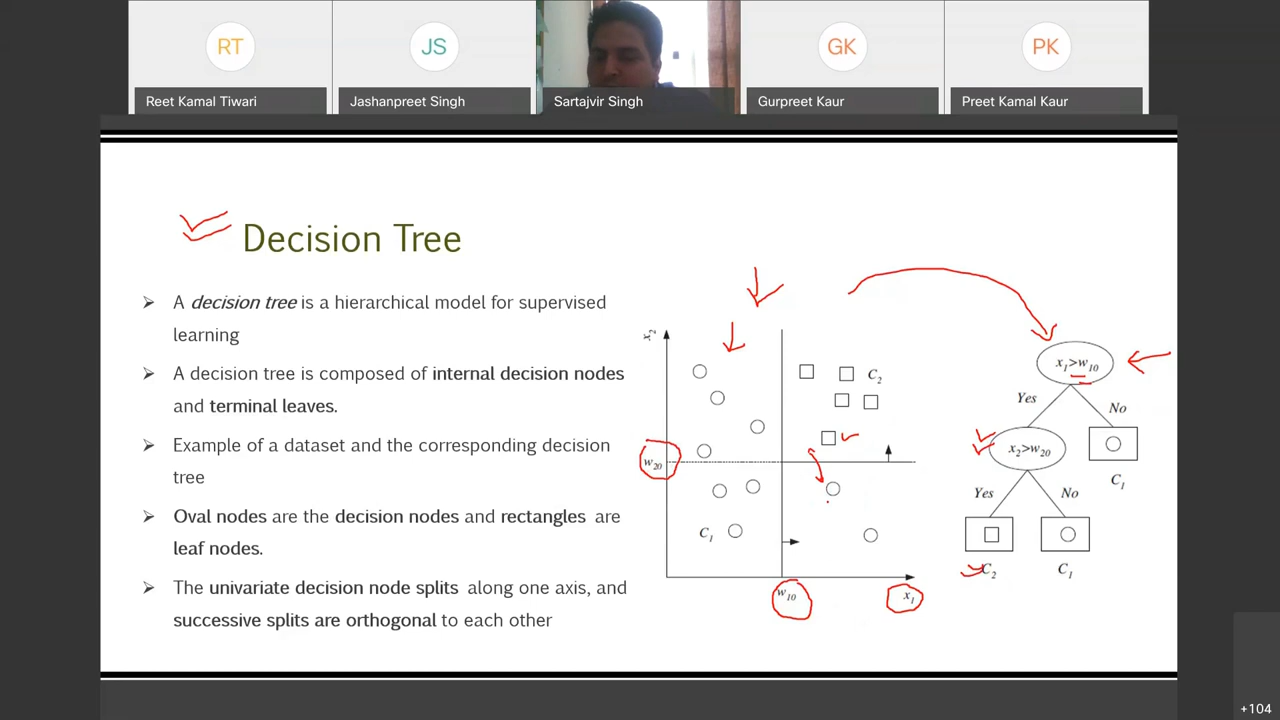 RT
JS
GK
PK
Reet Kamal Tiwari
Jashanpreet Singh
Sartajvir Singh
Gurpreet Kaur
Preet Kamal Kaur
Decision Tree
➢ A decision tree is a hierarchical model for supervised
learning
➢ A decision tree is composed of internal decision nodes
and terminal leaves.
➢ Example of a dataset and the corresponding decision
tree
➢ Oval nodes are the decision nodes and rectangles are
leaf nodes.
➢ The univariate decision node splits along one axis, and
successive splits are orthogonal to each other
x2
C2
w20
C1
w10
x1
x1>w10
Yes
No
x2>w20
C1
Yes
No
C2
C1
+104